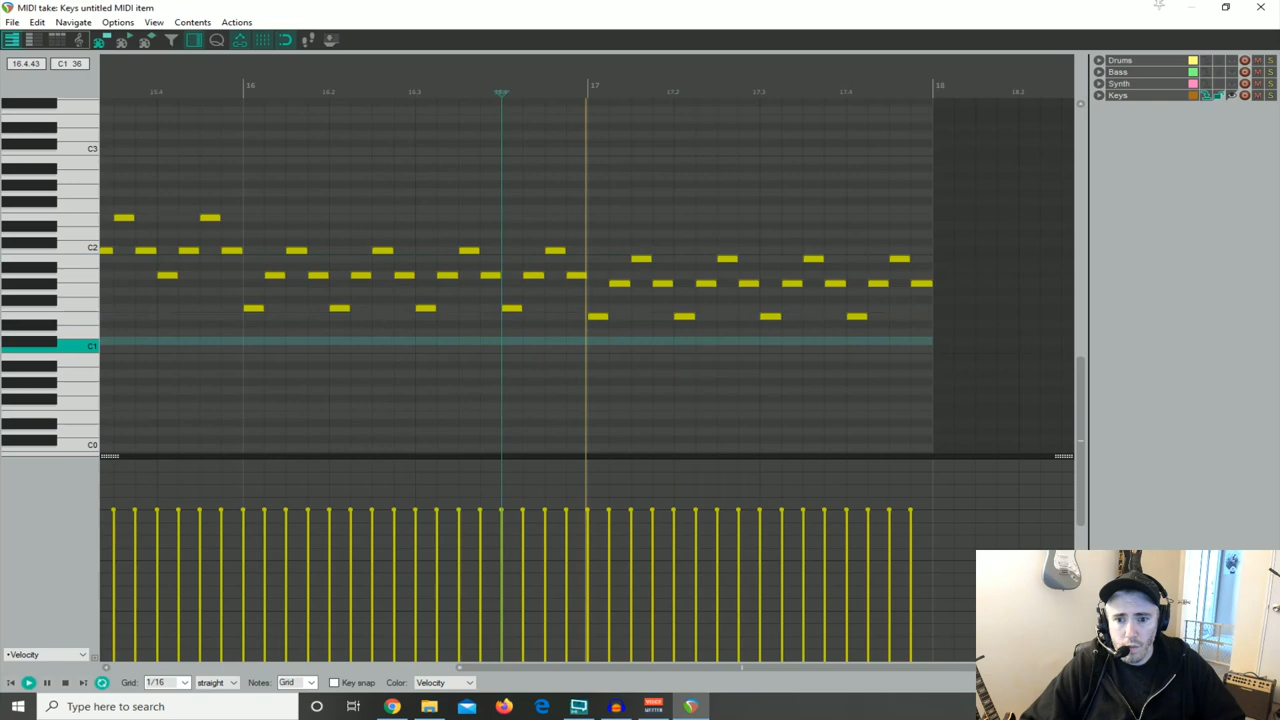 MIDI take: Keys untitled MIDI item
File Edit Navigate Options View Contents Actions
16.4.43 C1 36
15.4 16 16.2 16.3 17 17.2 17.3 17.4 18 18.2
Drums M S
Bass M S
Synth M S
Keys M S
C3
C2
C1
C0
•Velocity
Grid: 1/16 straight Notes: Grid Key snap Color: Velocity
Type here to search